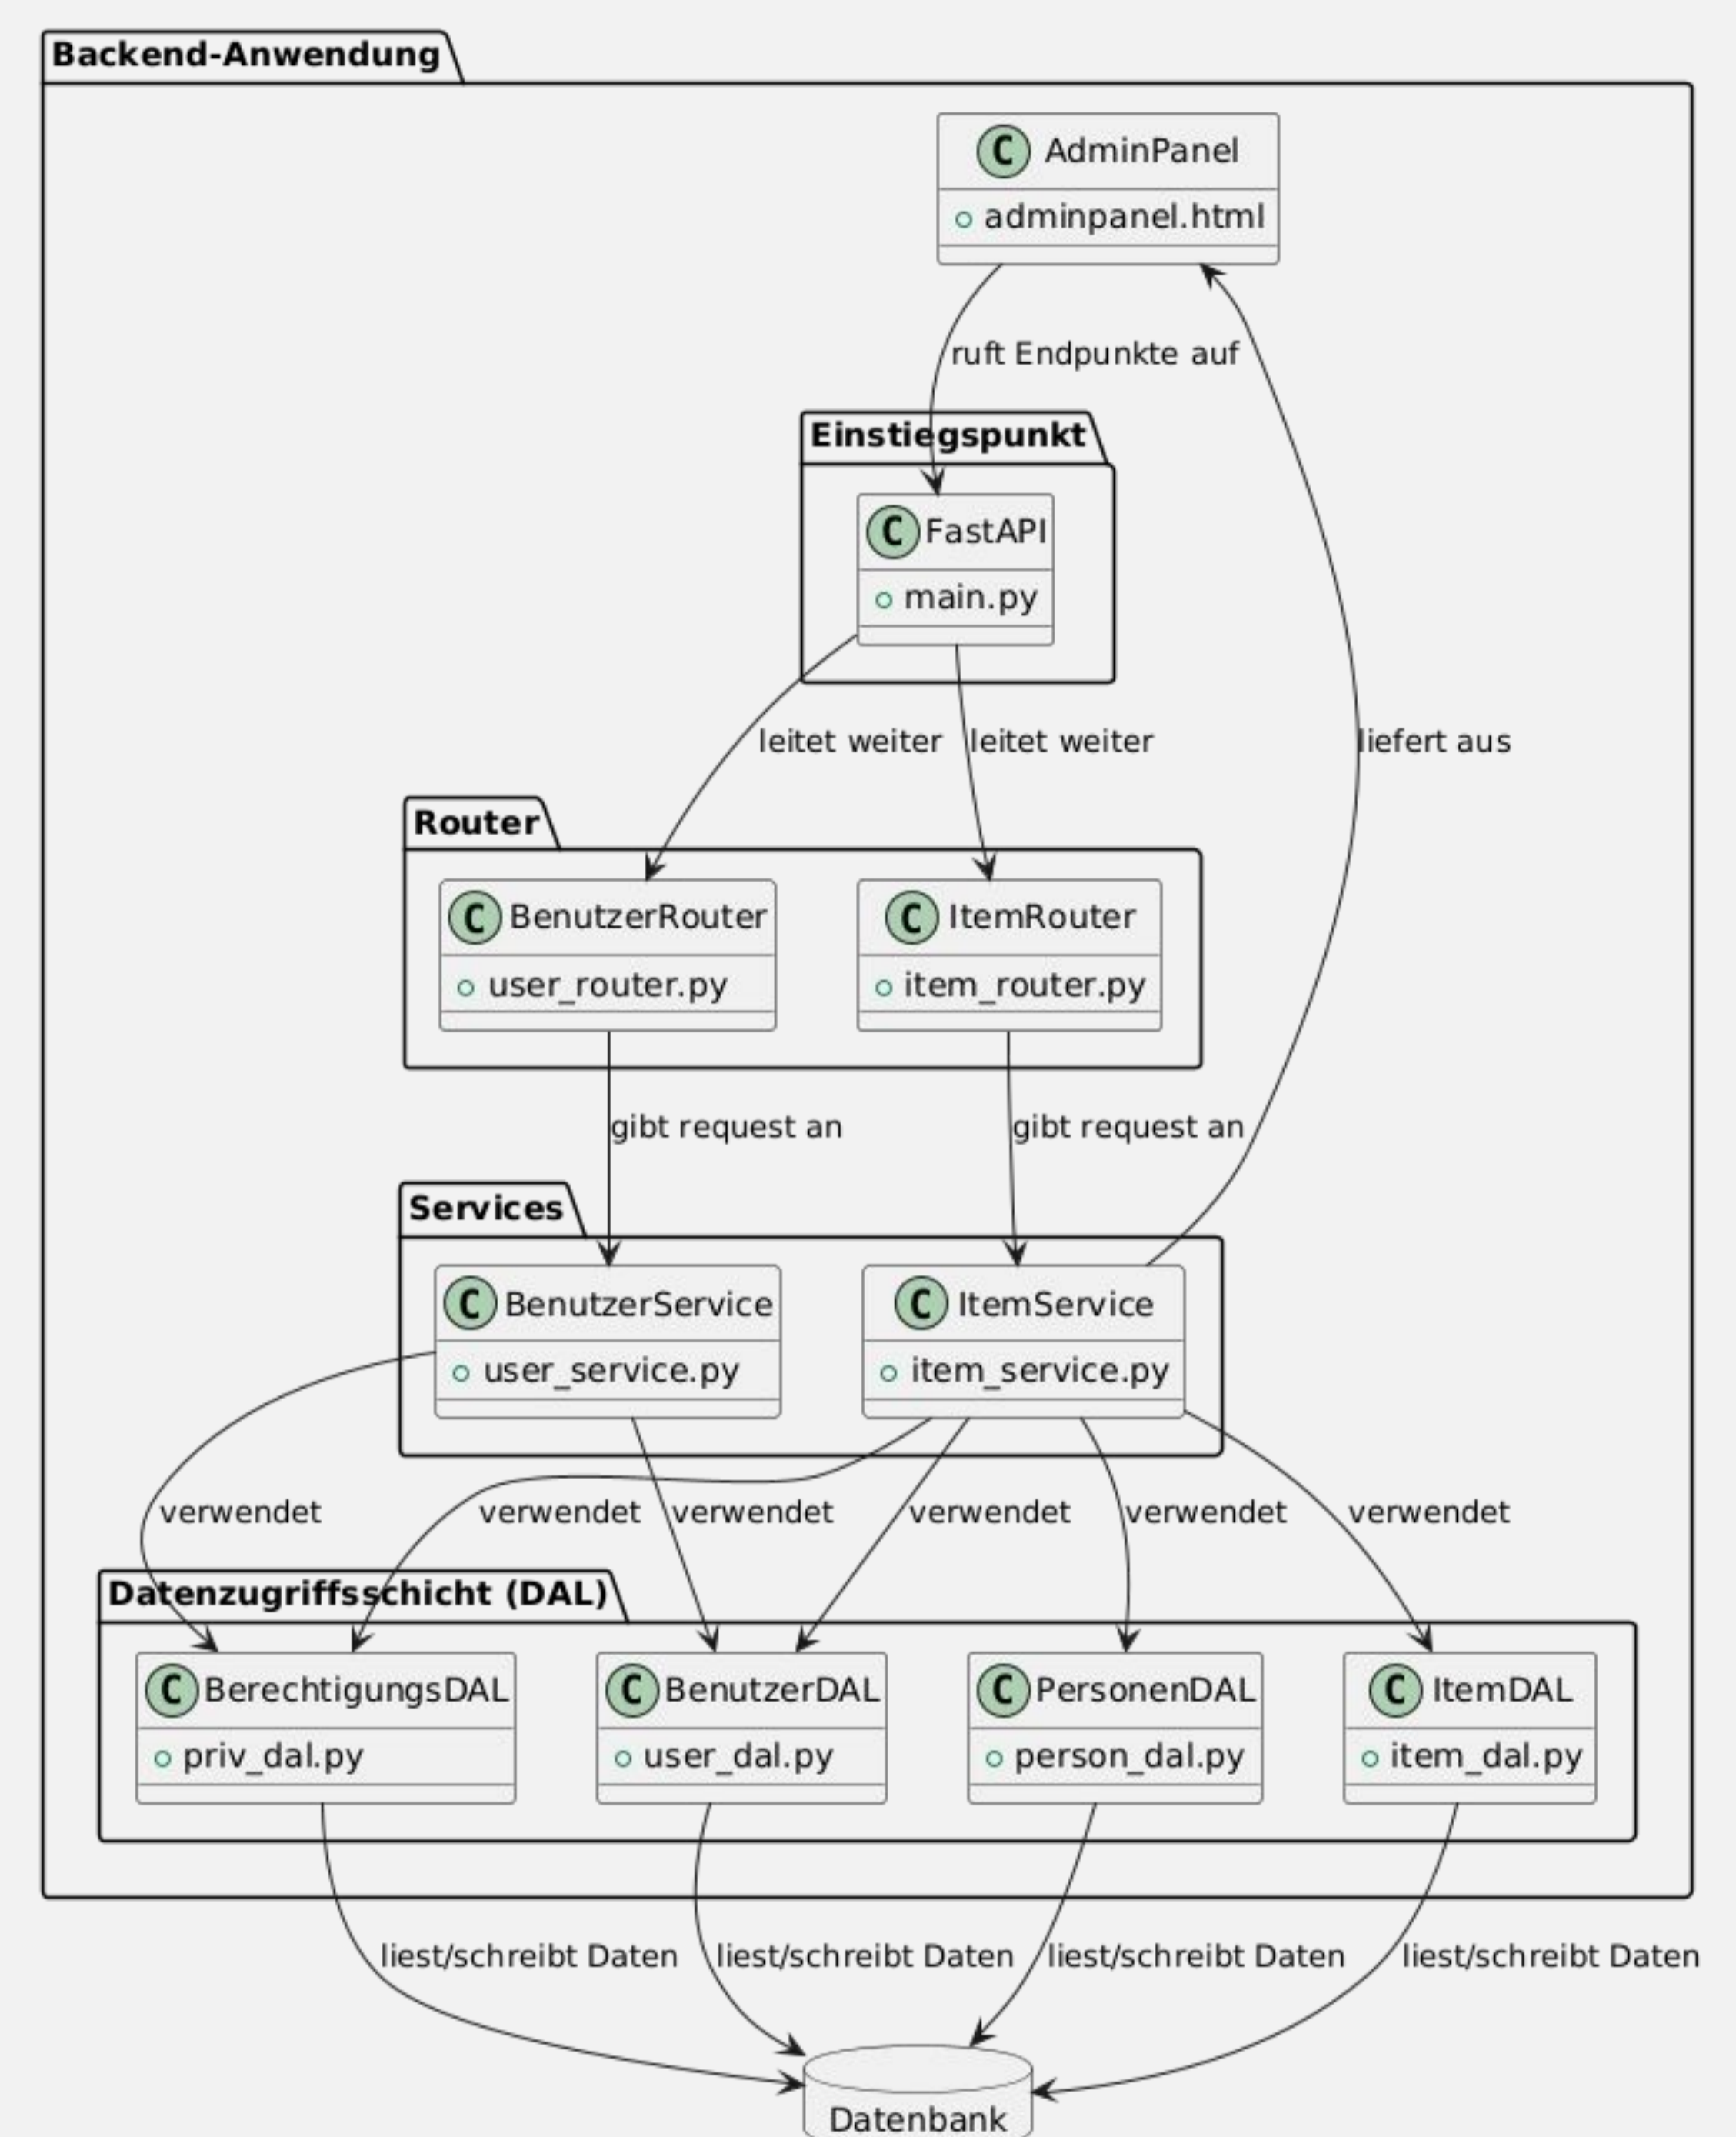 Backend-Anwendung
C AdminPanel
adminpanel.html
ruft Endpunkte auf
Einstiegspunkt
C FastAPI
main.py
leitet weiter
leitet weiter
liefert aus
Router
C BenutzerRouter
user_router.py
C ItemRouter
item_router.py
gibt request an
gibt request an
Services
C BenutzerService
user_service.py
C ItemService
item_service.py
verwendet
verwendet
verwendet
verwendet
verwendet
verwendet
Datenzugriffsschicht (DAL)
C BerechtigungsDAL
priv_dal.py
C BenutzerDAL
user_dal.py
C PersonenDAL
person_dal.py
C ItemDAL
item_dal.py
liest/schreibt Daten
liest/schreibt Daten
liest/schreibt Daten
liest/schreibt Daten
Datenbank